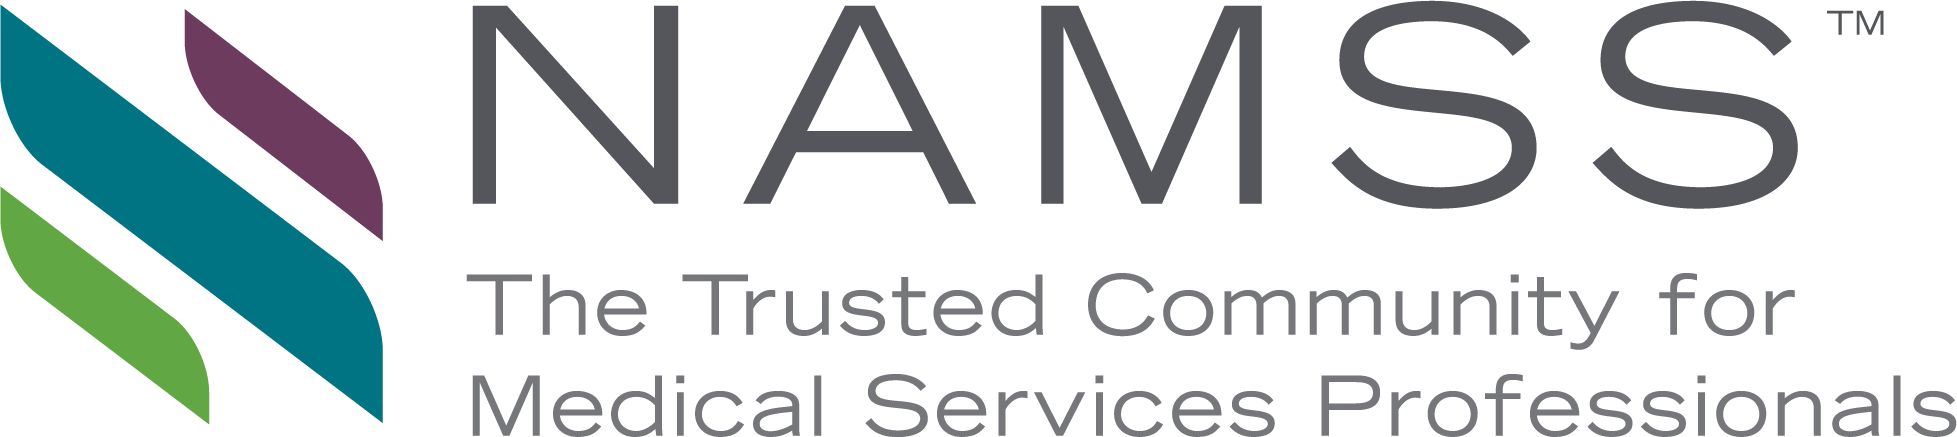 NAMSS™
The Trusted Community for
Medical Services Professionals